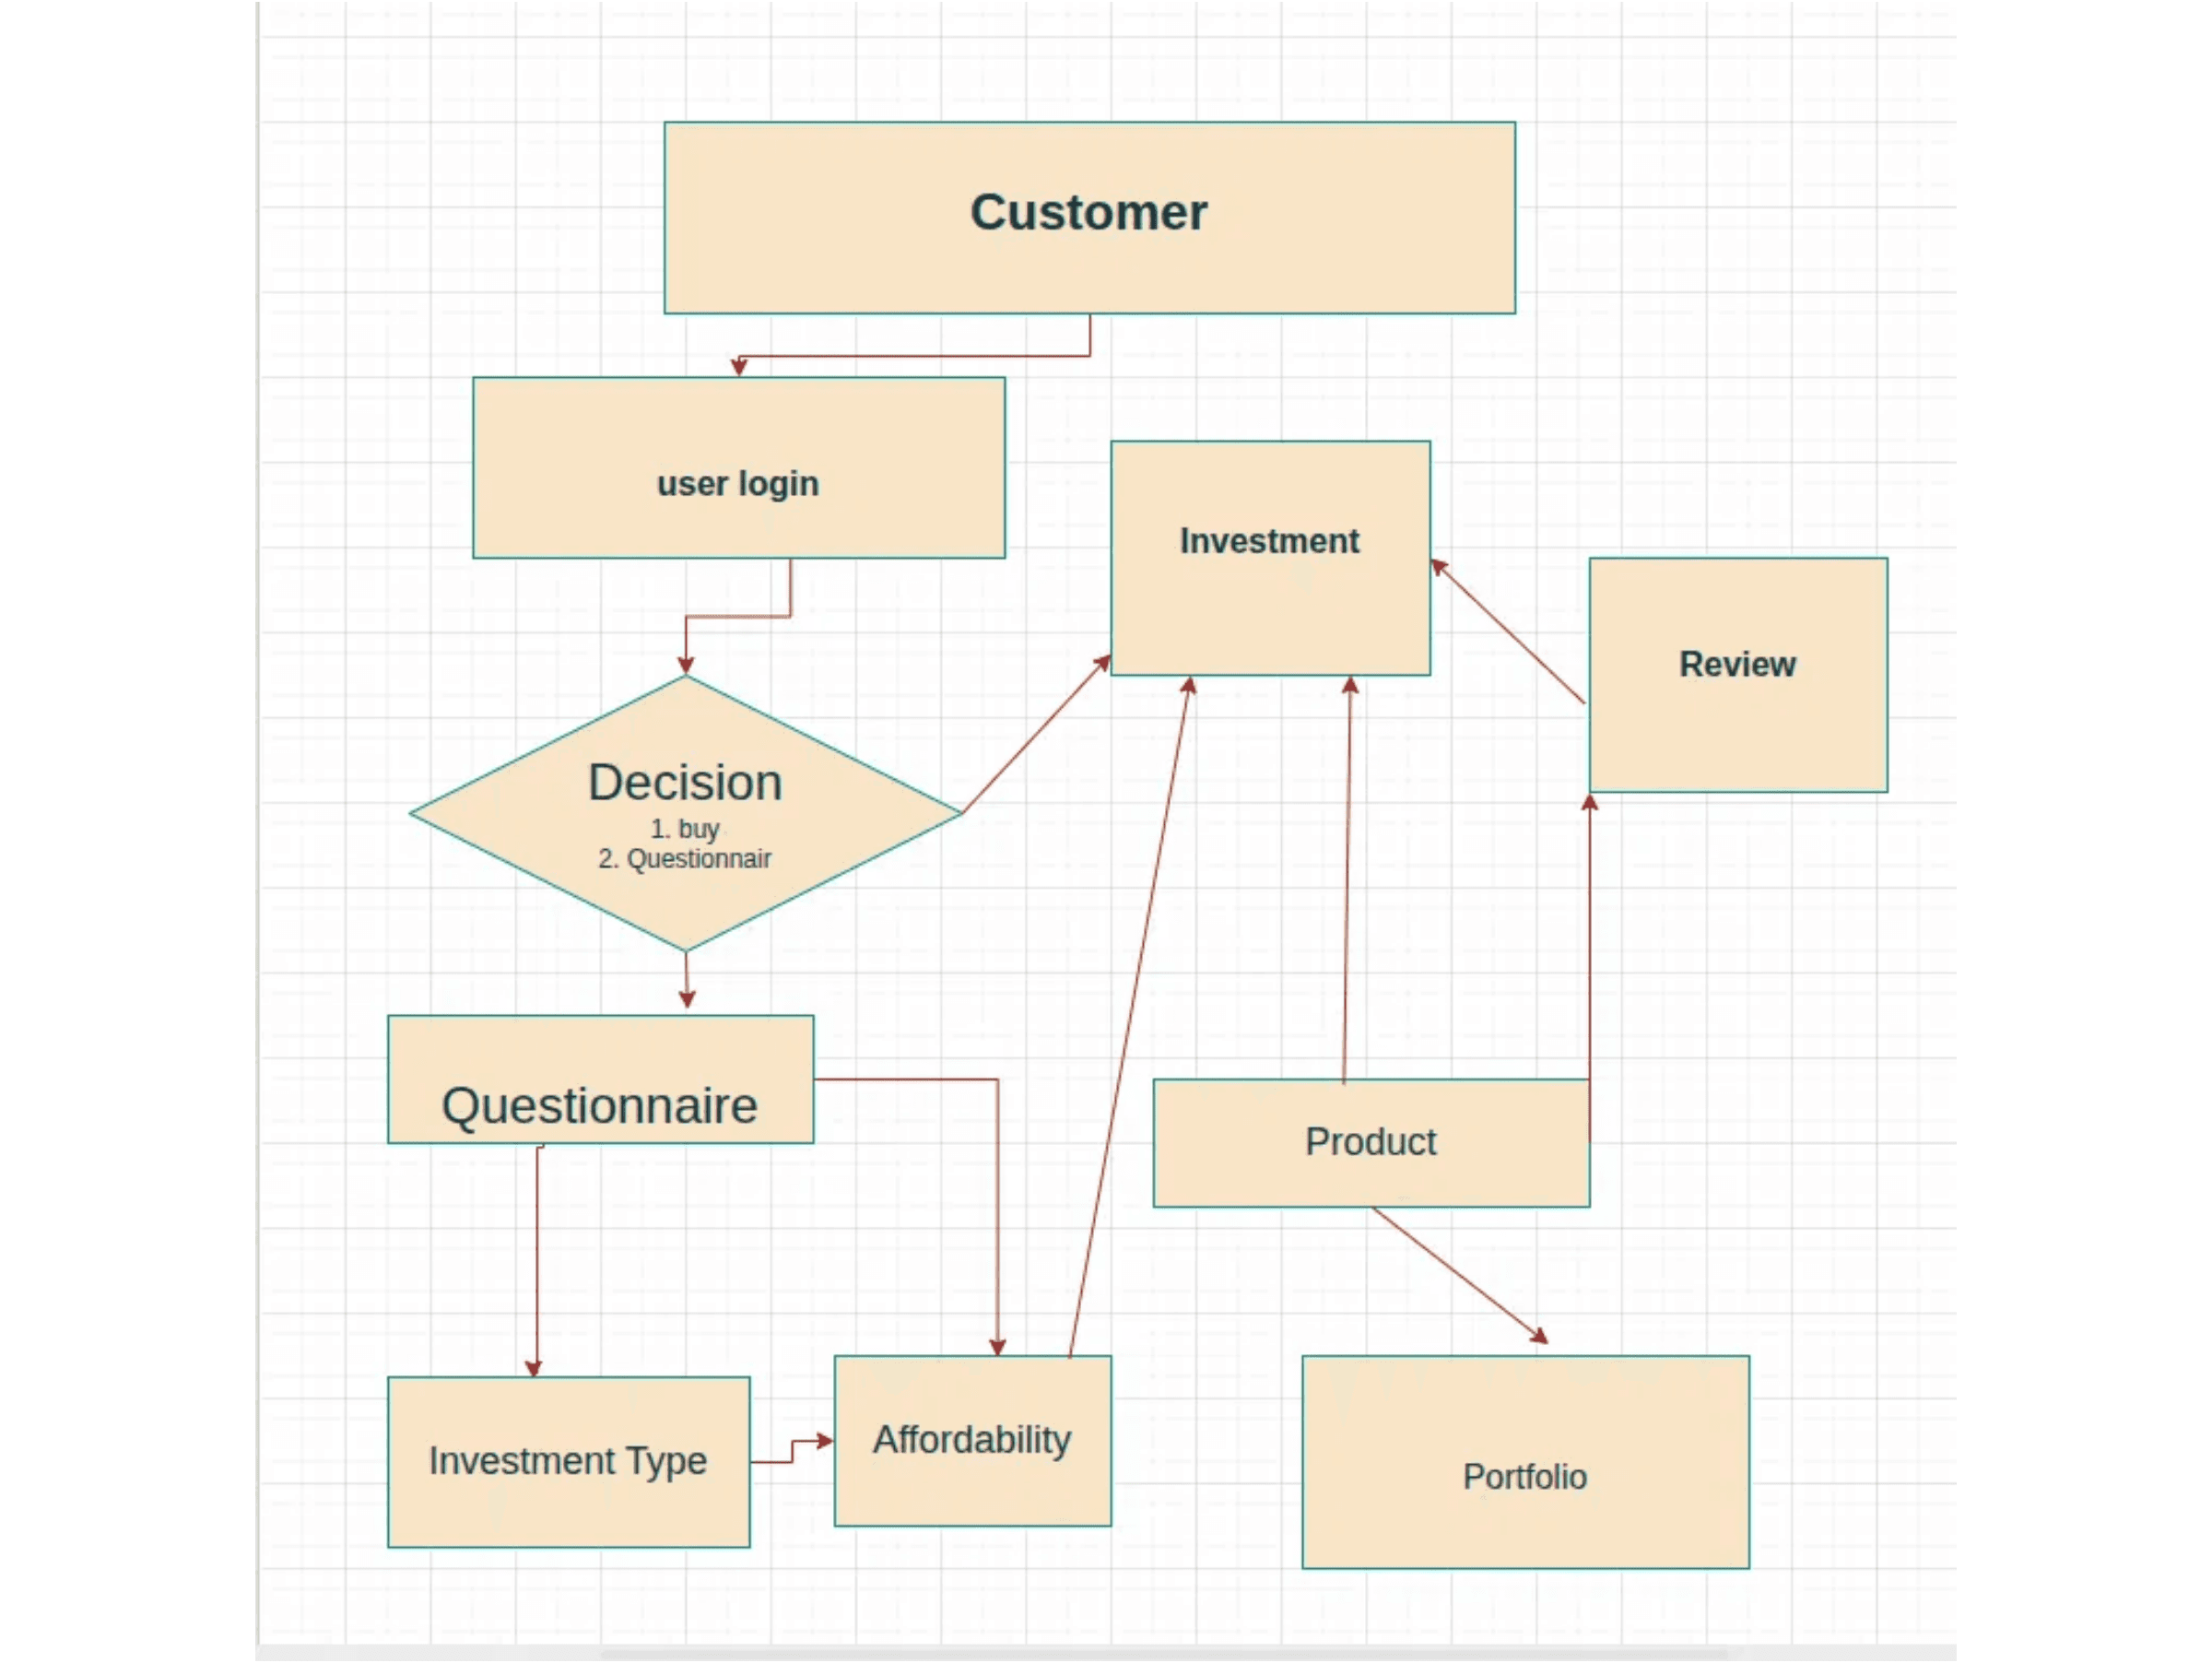 Customer
user login
Investment
Review
Decision
1. buy
2. Questionnair
Questionnaire
Product
Investment Type
Affordability
Portfolio